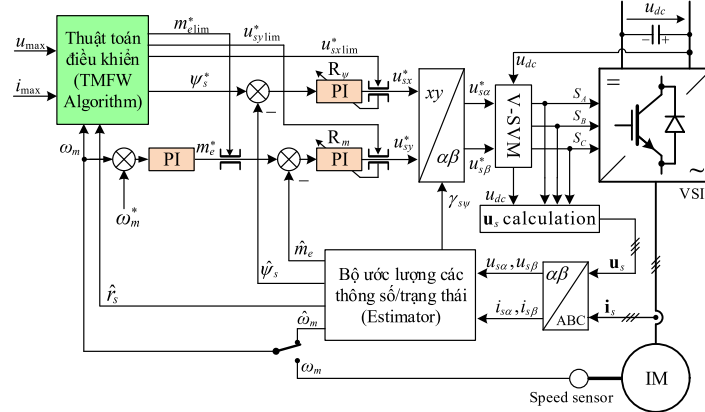 u_dc
m*_elim
u*_sylim
u*_sxlim
u_max
i_max
Thuật toán
điều khiển
(TMFW
Algorithm)
ψ*_s
R_ψ
PI
u*_sx
xy
αβ
u*_sα
u*_sβ
u_dc
V-SVM
S_A
S_B
S_C
=
~
VSI
ω_m
PI
m*_e
R_m
PI
u*_sy
ω*_m
γ_sψ
u_dc
u_s calculation
m̂_e
ψ̂_s
r̂_s
ω̂_m
Bộ ước lượng các
thông số/trạng thái
(Estimator)
u_sα, u_sβ
i_sα, i_sβ
αβ
ABC
u_s
i_s
ω_m
Speed sensor
IM